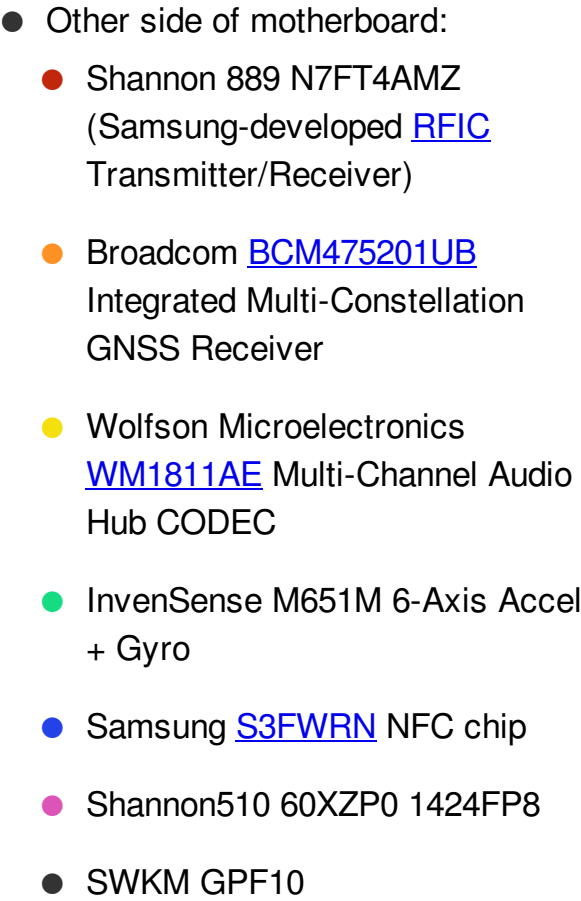 Other side of motherboard:
Shannon 889 N7FT4AMZ
(Samsung-developed RFIC
Transmitter/Receiver)
Broadcom BCM475201UB
Integrated Multi-Constellation
GNSS Receiver
Wolfson Microelectronics
WM1811AE Multi-Channel Audio
Hub CODEC
InvenSense M651M 6-Axis Accel
+ Gyro
Samsung S3FWRN NFC chip
Shannon510 60XZP0 1424FP8
SWKM GPF10